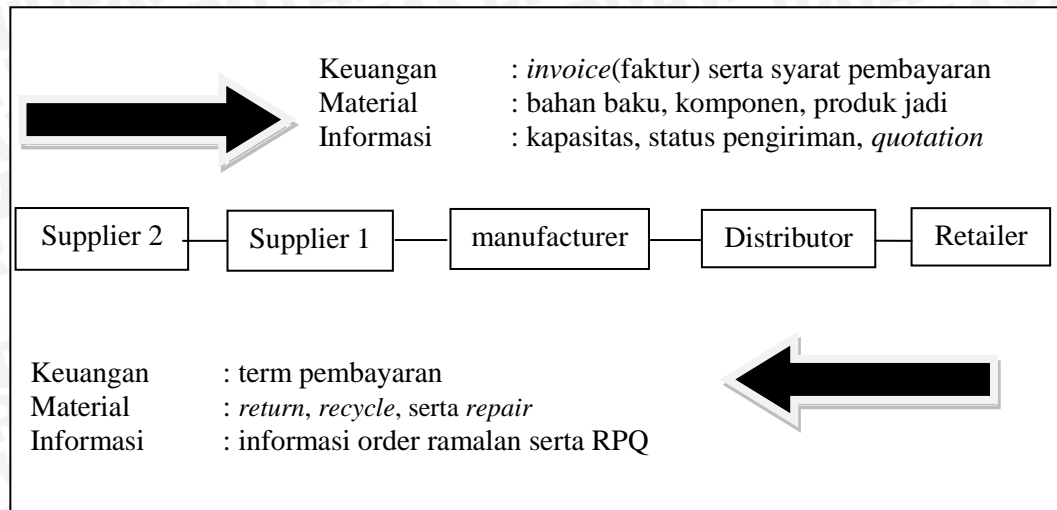 Keuangan : invoice(faktur) serta syarat pembayaran
Material : bahan baku, komponen, produk jadi
Informasi : kapasitas, status pengiriman, quotation
Supplier 2 Supplier 1 manufacturer Distributor Retailer
Keuangan : term pembayaran
Material : return, recycle, serta repair
Informasi : informasi order ramalan serta RPQ